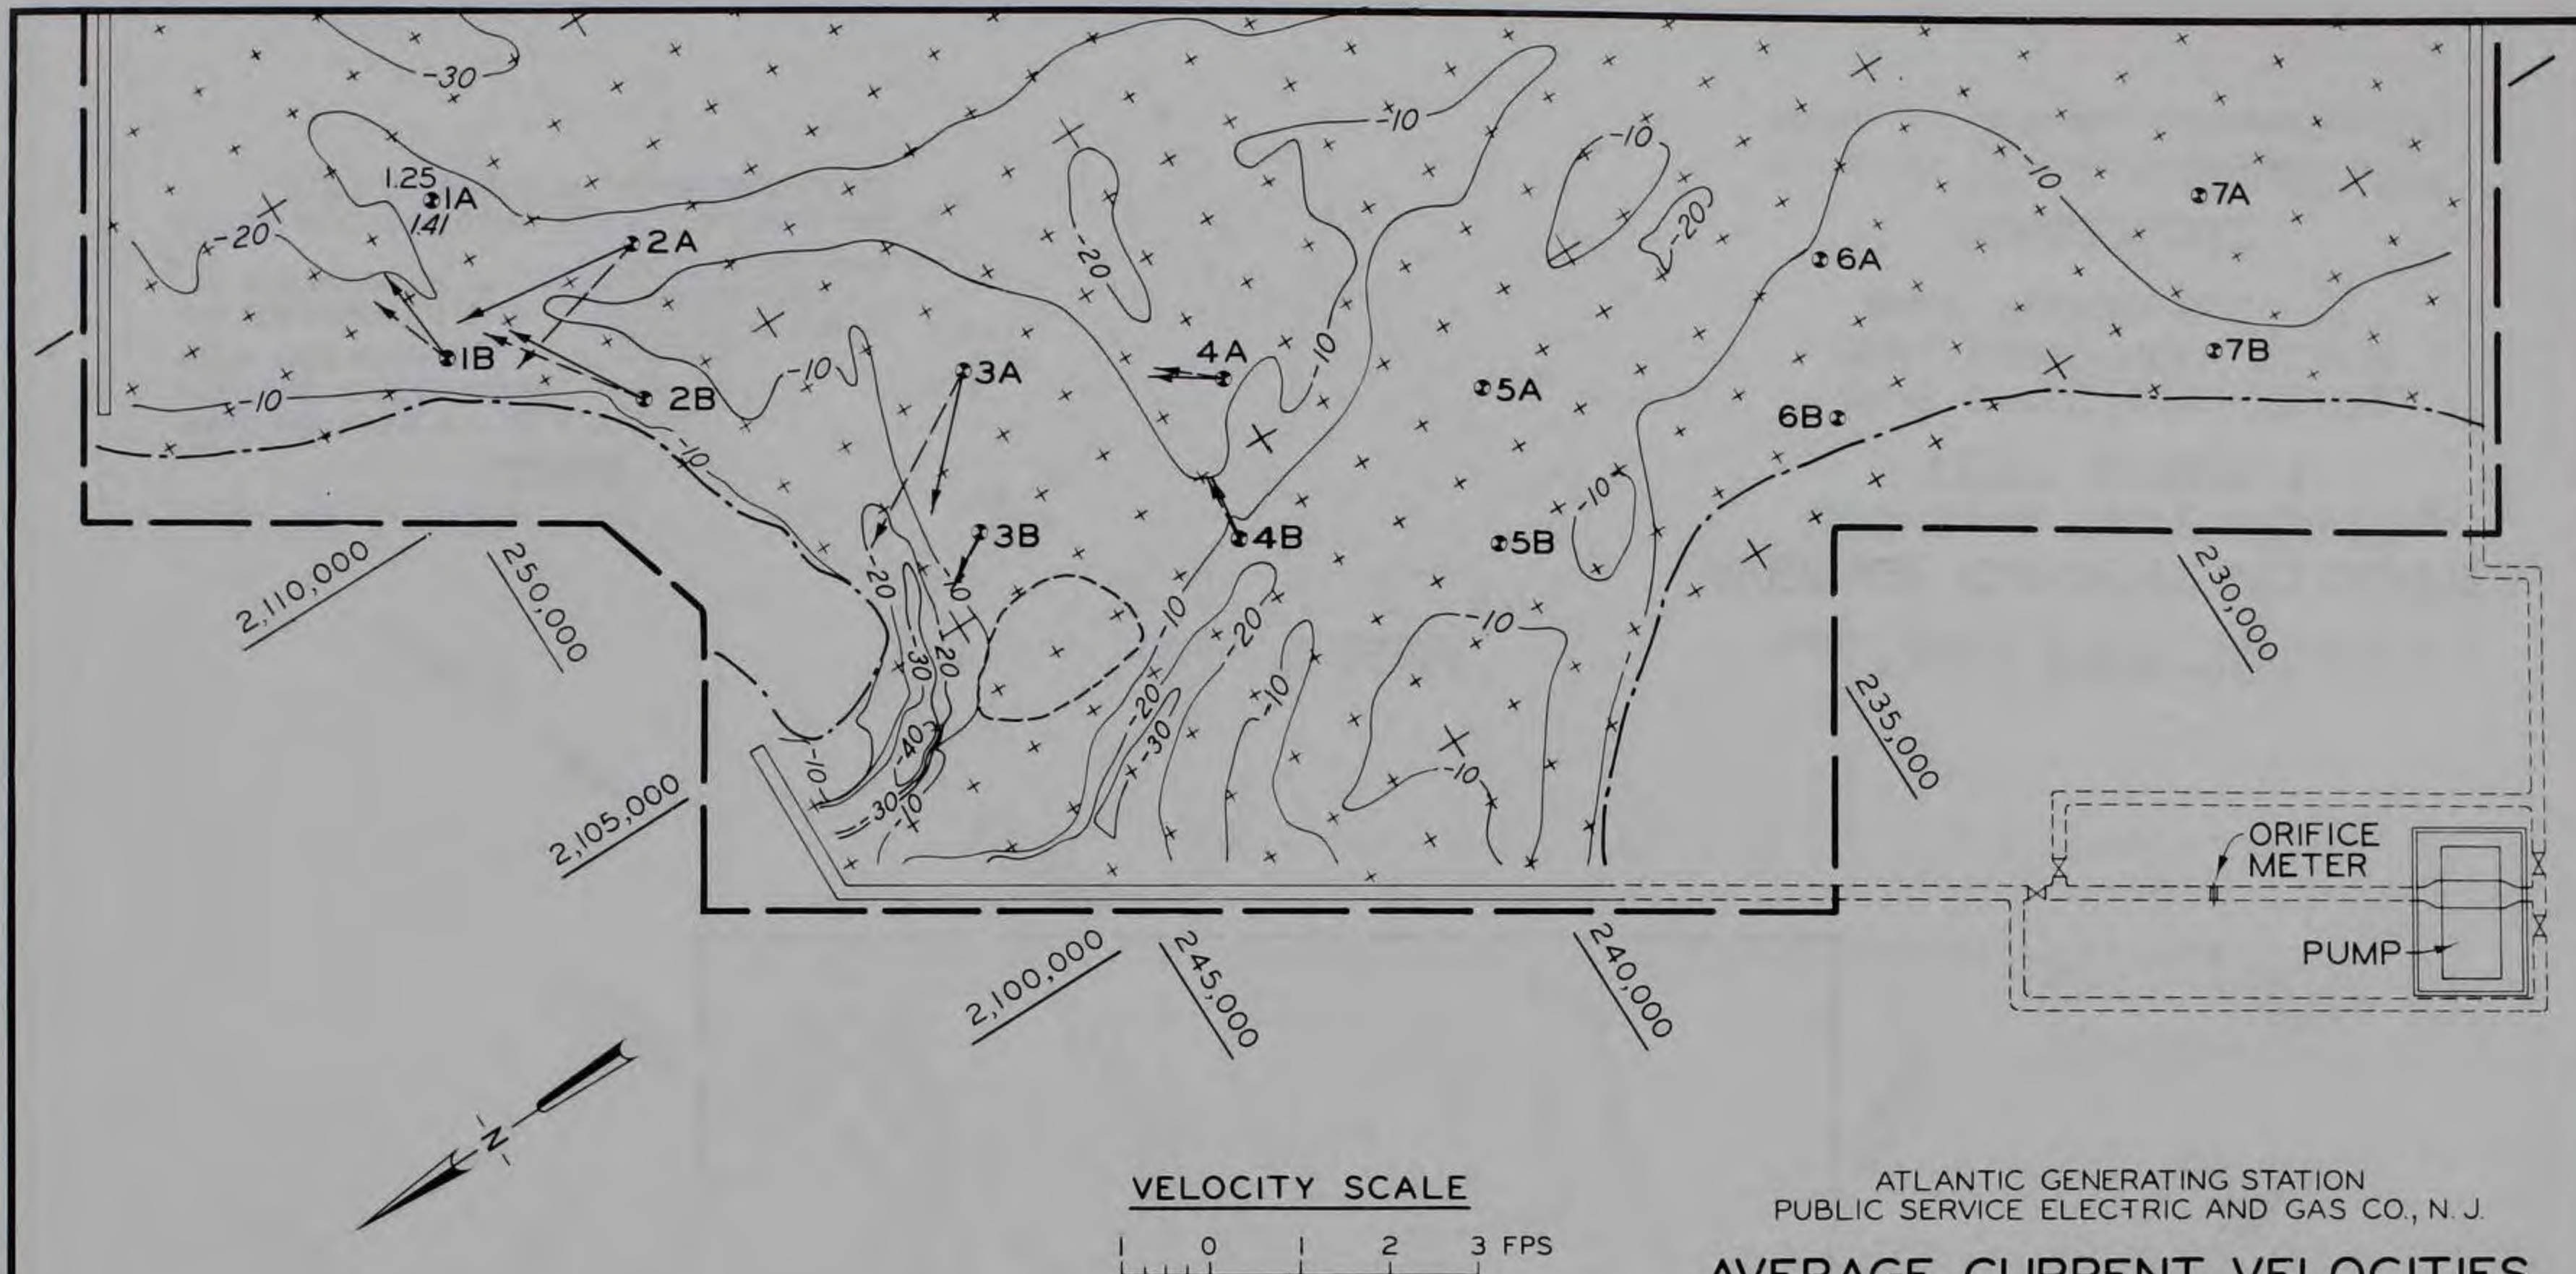 -30
-10
-10
-10
1.25
1A
1.41
-20
2A
-20
-20
6A
7A
1B
-10
2B
-10
-10
3A
4A
-10
5A
6B
7B
-10
3B
4B
5B
-20
-10
-10
-30
-20
-10
-20
-10
-20
-30
-10
-40
-10
-30
-10
2,110,000
250,000
230,000
235,000
2,105,000
2,100,000
245,000
240,000
ORIFICE
METER
PUMP
-N-
VELOCITY SCALE
1 0 1 2 3 FPS
ATLANTIC GENERATING STATION
PUBLIC SERVICE ELECTRIC AND GAS CO., N. J.
AVERAGE CURRENT VELOCITIES